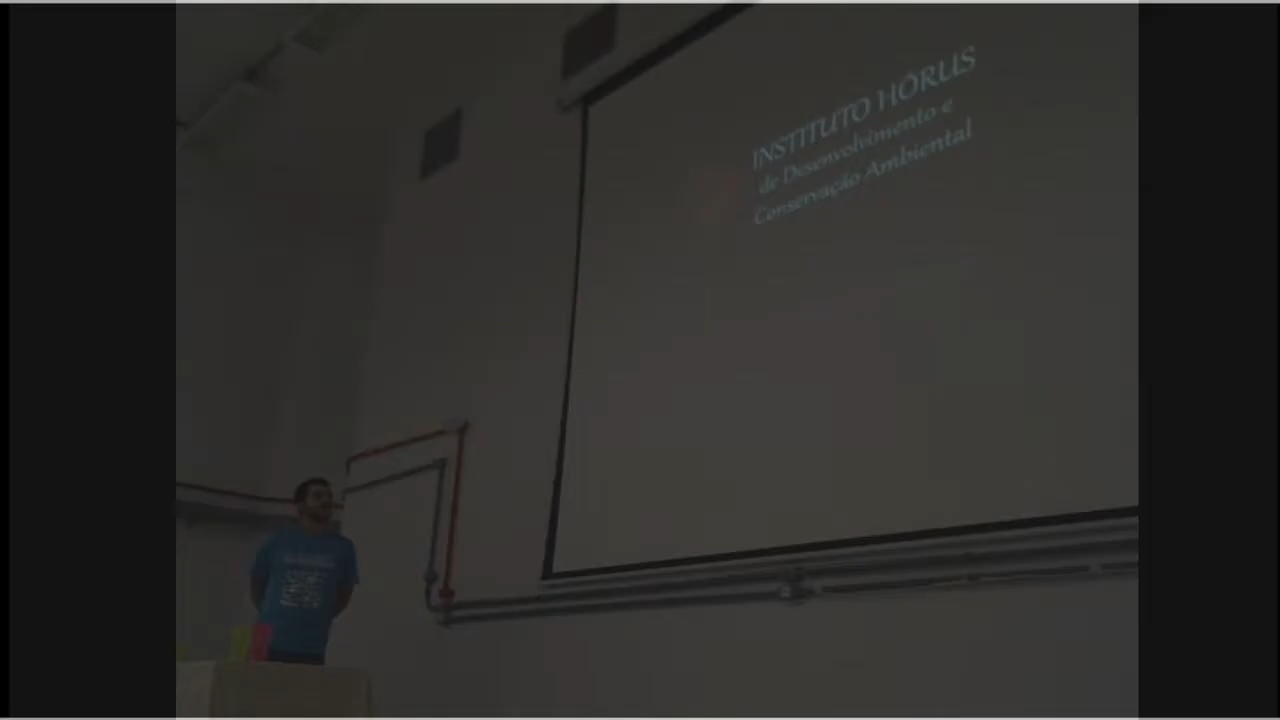 INSTITUTO HÓRUS
de Desenvolvimento e
Conservação Ambiental